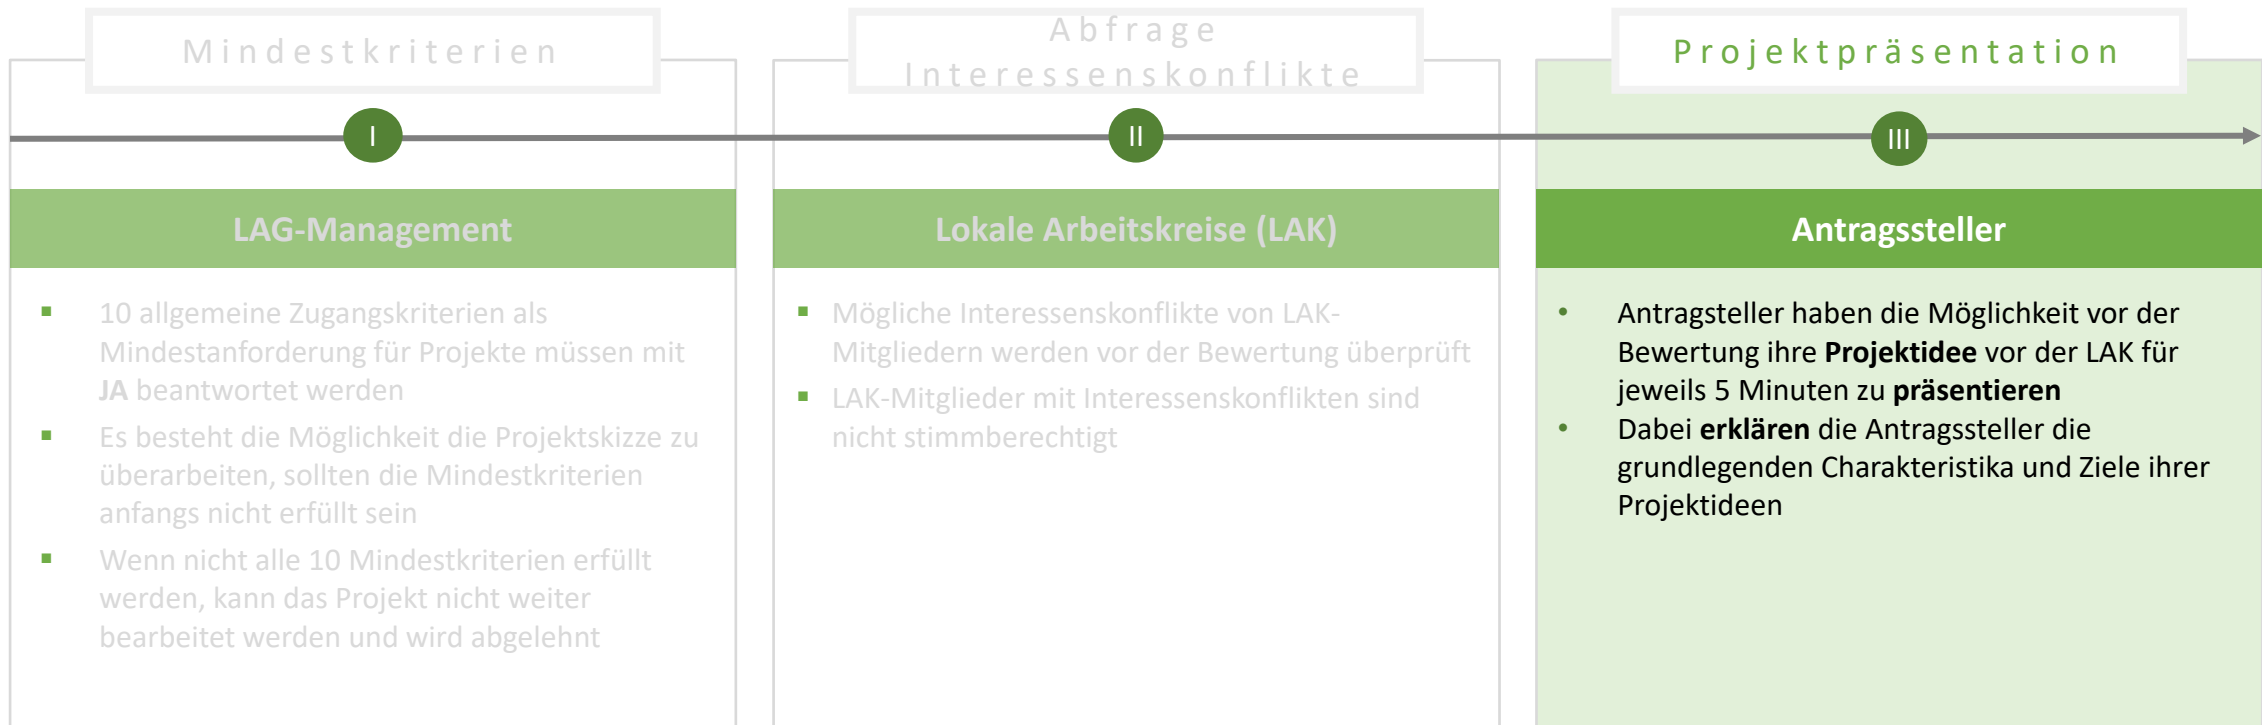 Mindestkriterien
I
LAG-Management
10 allgemeine Zugangskriterien als
Mindestanforderung für Projekte müssen mit
JA beantwortet werden
Es besteht die Möglichkeit die Projektskizze zu
überarbeiten, sollten die Mindestkriterien
anfangs nicht erfüllt sein
Wenn nicht alle 10 Mindestkriterien erfüllt
werden, kann das Projekt nicht weiter
bearbeitet werden und wird abgelehnt
Abfrage
Interessenskonflikte
II
Lokale Arbeitskreise (LAK)
Mögliche Interessenskonflikte von LAK-
Mitgliedern werden vor der Bewertung überprüft
LAK-Mitglieder mit Interessenskonflikten sind
nicht stimmberechtigt
Projektpräsentation
III
Antragssteller
Antragsteller haben die Möglichkeit vor der
Bewertung ihre Projektidee vor der LAK für
jeweils 5 Minuten zu präsentieren
Dabei erklären die Antragssteller die
grundlegenden Charakteristika und Ziele ihrer
Projektideen